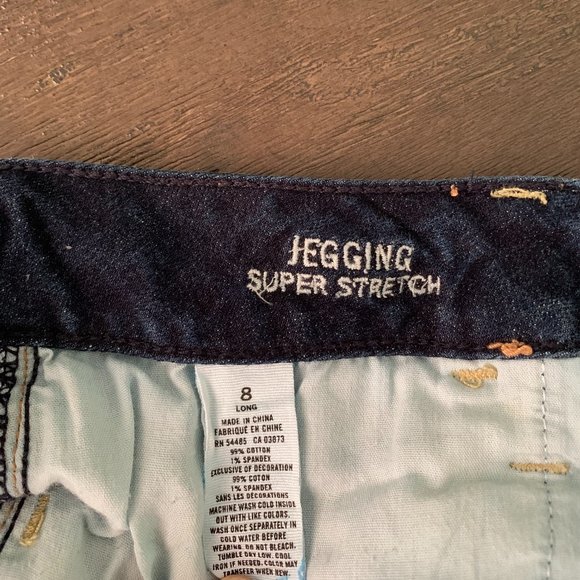 JEGGING
SUPER STRETCH
8
LONG
MADE IN CHINA
FABRIQUÉ EN CHINE
RN 54485 CA 03873
99% COTTON
1% SPANDEX
EXCLUSIVE OF DECORATION
99% COTON
1% SPANDEX
SANS LES DÉCORATIONS
MACHINE WASH COLD INSIDE
OUT WITH LIKE COLORS.
WASH ONCE SEPARATELY IN
COLD WATER BEFORE
WEARING. DO NOT BLEACH.
TUMBLE DRY LOW. COOL
IRON IF NEEDED. COLOR MAY
TRANSFER WHEN NEW.